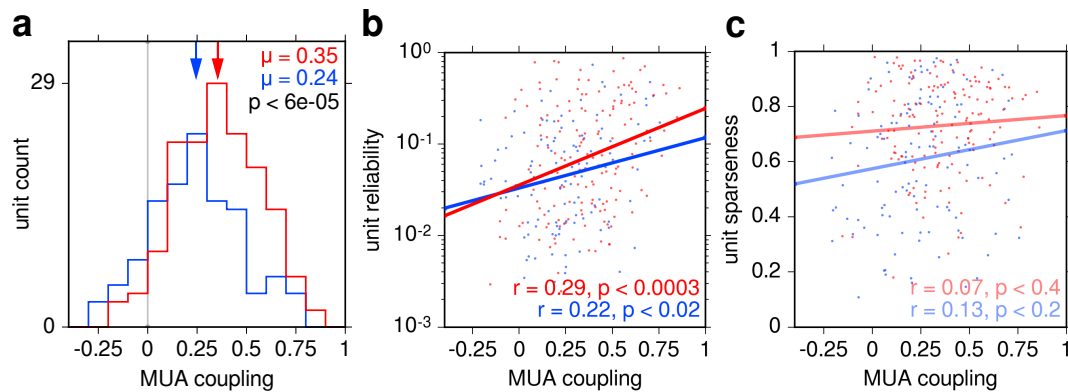 a
μ = 0.35
μ = 0.24
p < 6e-05
29
0
unit count
-0.25 0 0.25 0.5 0.75 1
MUA coupling
b
10⁰
10⁻¹
10⁻²
10⁻³
unit reliability
r = 0.29, p < 0.0003
r = 0.22, p < 0.02
-0.25 0 0.25 0.5 0.75 1
MUA coupling
c
1
0.8
0.6
0.4
0.2
0
unit sparseness
r = 0.07, p < 0.4
r = 0.13, p < 0.2
-0.25 0 0.25 0.5 0.75 1
MUA coupling